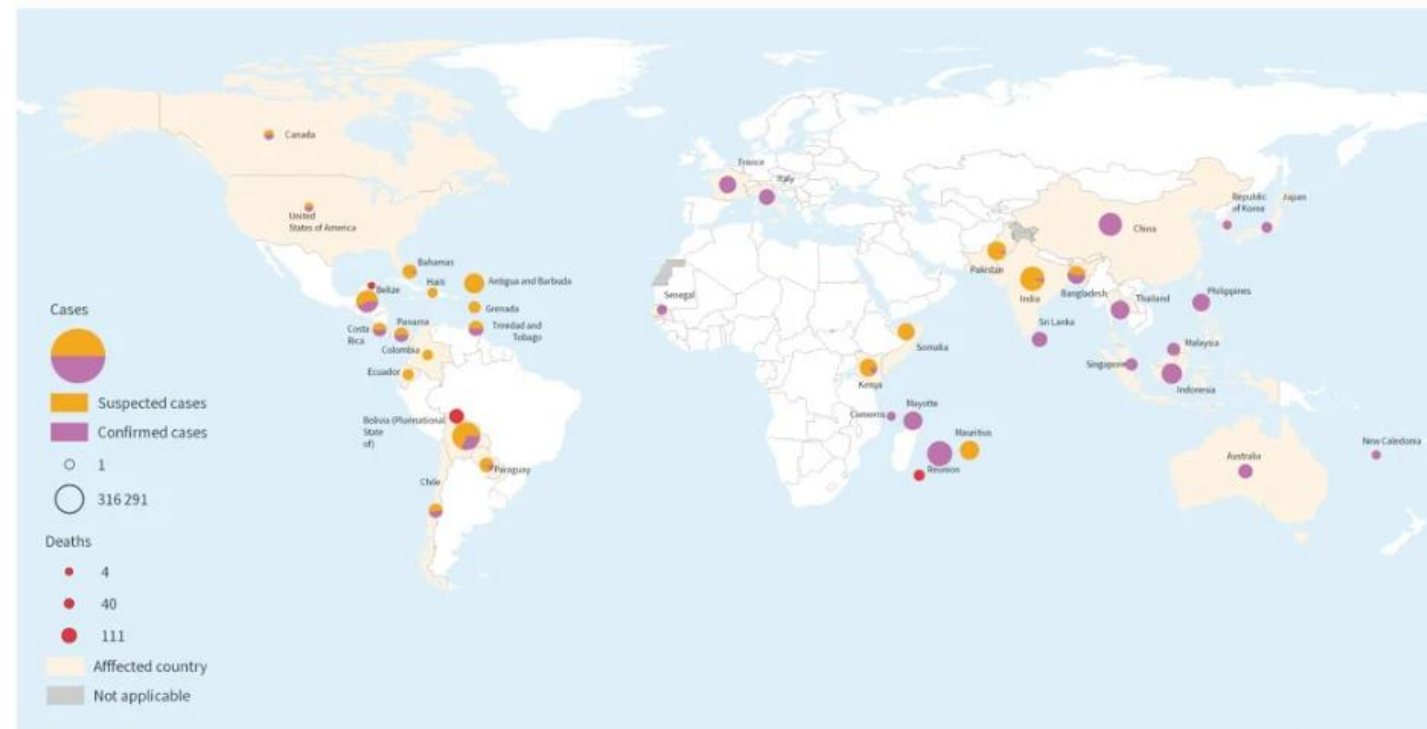 Canada
United
States of America
Bahamas
Haiti
Antigua and Barbuda
Belize
Grenada
Costa
Rica
Panama
Trinidad and
Tobago
Colombia
Ecuador
Bolivia (Plurinational
State
of)
Paraguay
Chile
France
Italy
Senegal
Somalia
Kenya
Comoros
Mayotte
Mauritius
Reunion
Pakistan
India
Bangladesh
Sri Lanka
China
Thailand
Republic
of Korea
Japan
Philippines
Malaysia
Singapore
Indonesia
Australia
New Caledonia
Cases
Suspected cases
Confirmed cases
1
316 291
Deaths
4
40
111
Afffected country
Not applicable